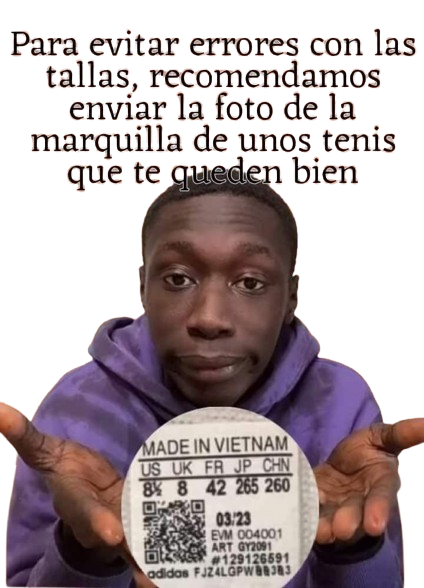 Para evitar errores con las
tallas, recomendamos
enviar la foto de la
marquilla de unos tenis
que te queden bien
MADE IN VIETNAM
US UK FR JP CHN
8½ 8 42 265 260
03/23
EVM 004001
ART GY2091
#129126591
adidas